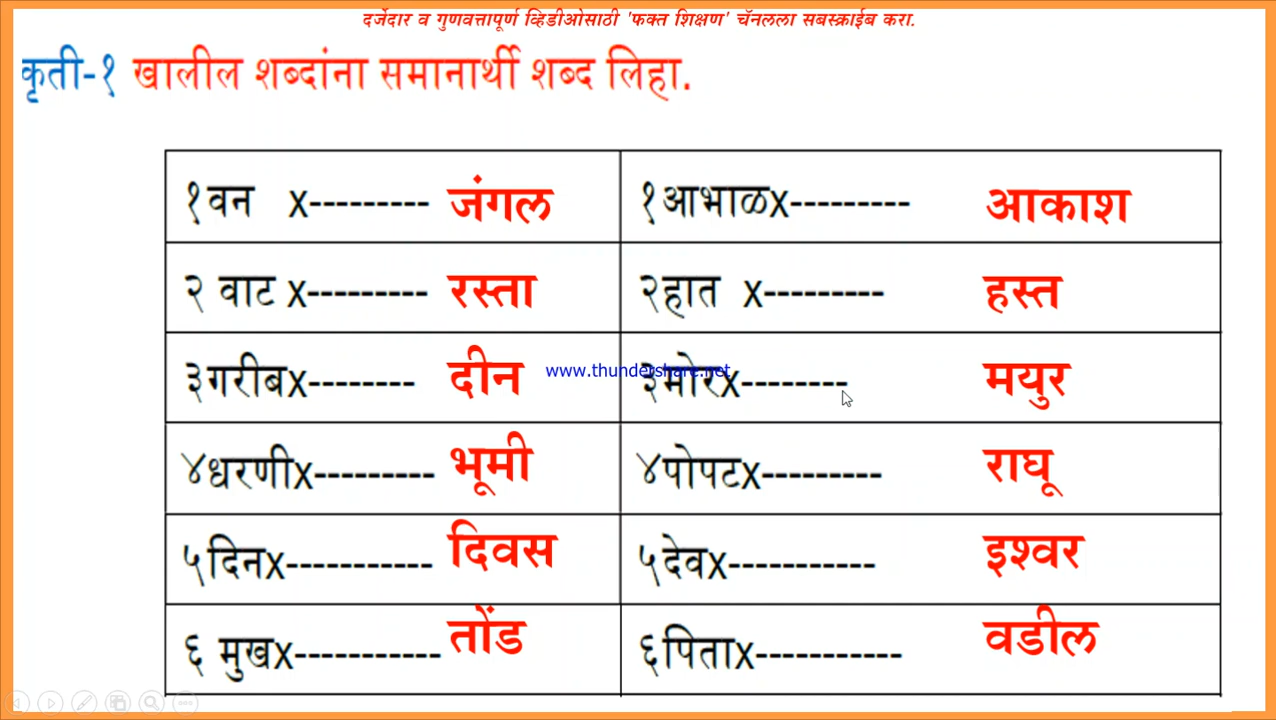 दर्जेदार व गुणवत्तापूर्ण व्हिडीओसाठी 'फक्त शिक्षण' चॅनलला सबस्क्राईब करा.
कृती-१ खालील शब्दांना समानार्थी शब्द लिहा.
१वन x--------- जंगल १आभाळx--------- आकाश
२ वाट x--------- रस्ता २हात x--------- हस्त
३गरीबx-------- दीन ३मोरx-------- मयुर
www.thundershare.net
४धरणीx--------- भूमी ४पोपटx--------- राघू
५दिनx----------- दिवस ५देवx----------- इश्वर
६ मुखx----------- तोंड ६पिताx----------- वडील